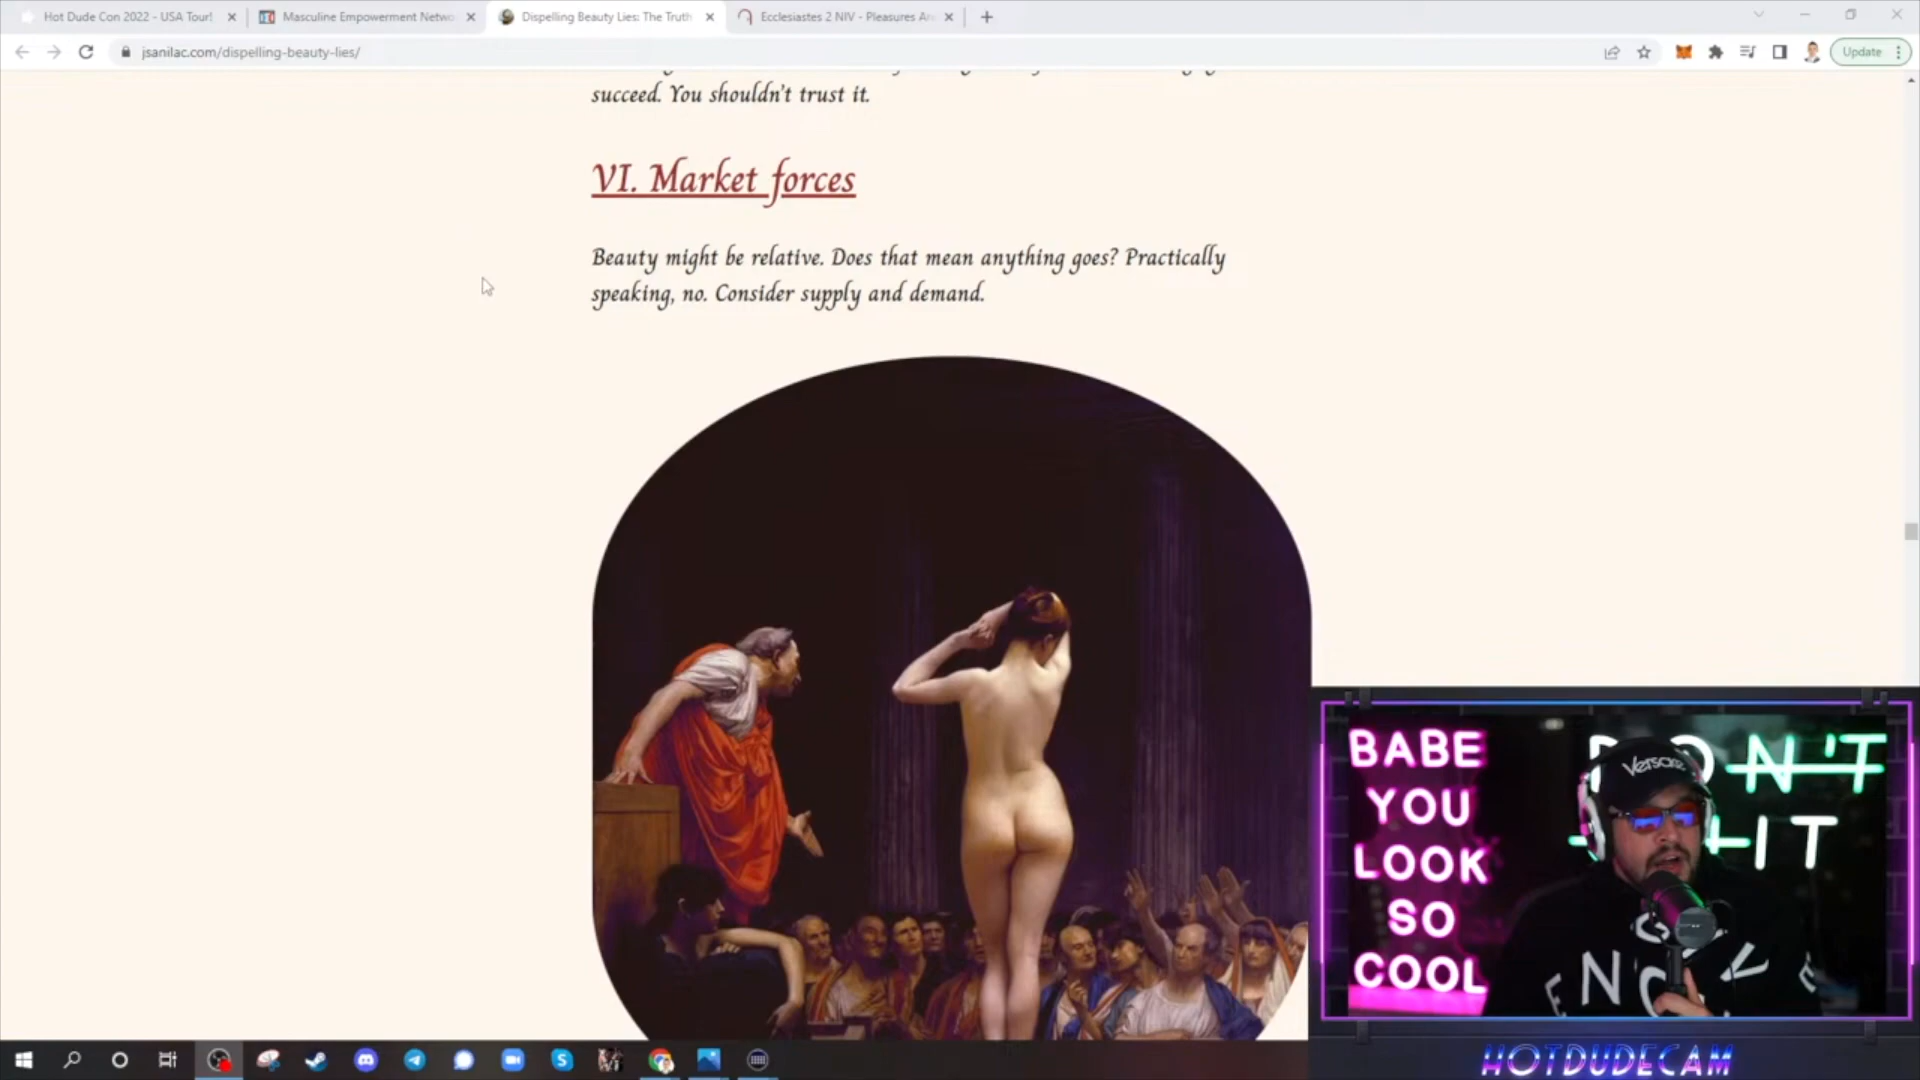 Hot Dude Con 2022 - USA Tour!
Masculine Empowerment Netwo
Dispelling Beauty Lies: The Truth
Ecclesiastes 2 NIV - Pleasures An
jsanilac.com/dispelling-beauty-lies/
Update
succeed. You shouldn't trust it.
VI. Market forces
Beauty might be relative. Does that mean anything goes? Practically
speaking, no. Consider supply and demand.
BABE
YOU
LOOK
SO
COOL
DON'T
Versace
HOTDUDECAM